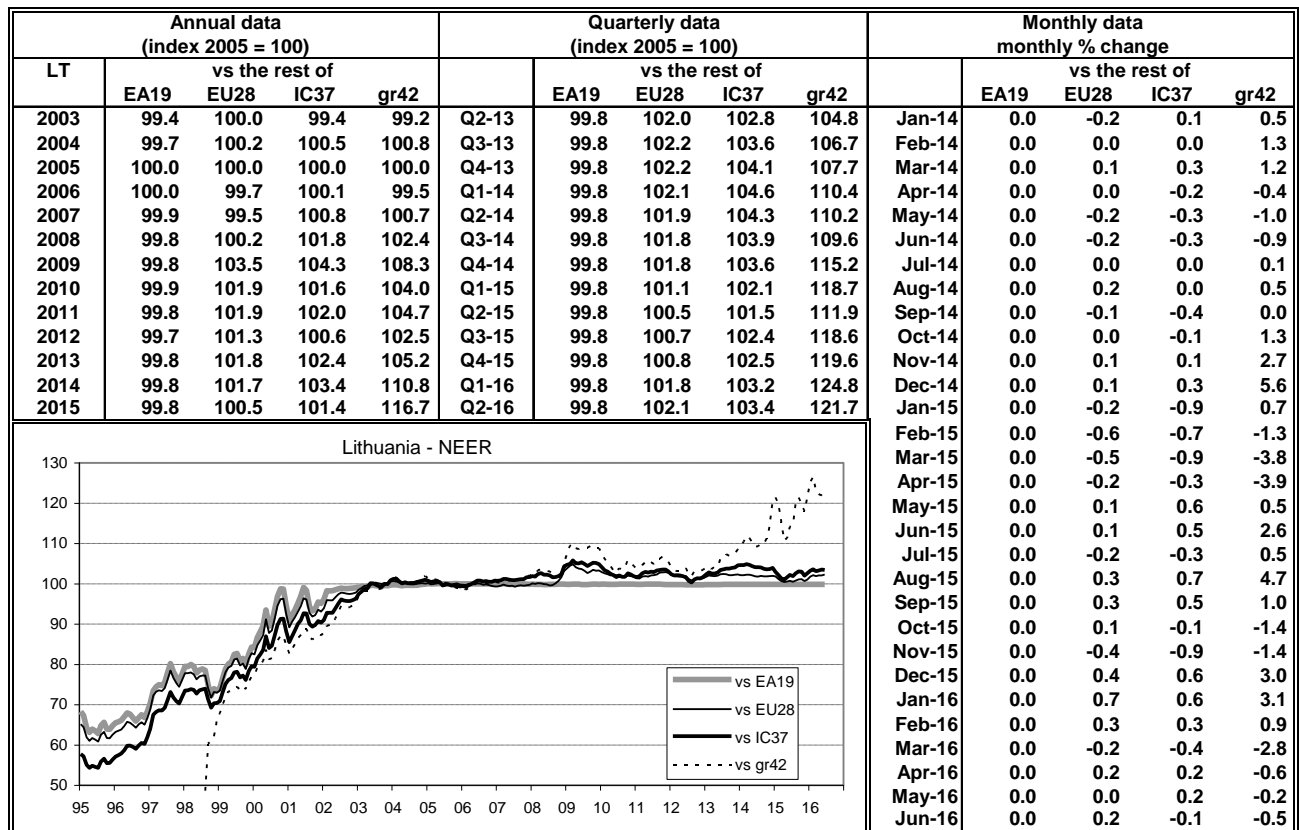 Annual data
(index 2005 = 100)
LT vs the rest of
EA19 EU28 IC37 gr42
2003 99.4 100.0 99.4 99.2
2004 99.7 100.2 100.5 100.8
2005 100.0 100.0 100.0 100.0
2006 100.0 99.7 100.1 99.5
2007 99.9 99.5 100.8 100.7
2008 99.8 100.2 101.8 102.4
2009 99.8 103.5 104.3 108.3
2010 99.9 101.9 101.6 104.0
2011 99.8 101.9 102.0 104.7
2012 99.7 101.3 100.6 102.5
2013 99.8 101.8 102.4 105.2
2014 99.8 101.7 103.4 110.8
2015 99.8 100.5 101.4 116.7
Quarterly data
(index 2005 = 100)
vs the rest of
EA19 EU28 IC37 gr42
Q2-13 99.8 102.0 102.8 104.8
Q3-13 99.8 102.2 103.6 106.7
Q4-13 99.8 102.2 104.1 107.7
Q1-14 99.8 102.1 104.6 110.4
Q2-14 99.8 101.9 104.3 110.2
Q3-14 99.8 101.8 103.9 109.6
Q4-14 99.8 101.8 103.6 115.2
Q1-15 99.8 101.1 102.1 118.7
Q2-15 99.8 100.5 101.5 111.9
Q3-15 99.8 100.7 102.4 118.6
Q4-15 99.8 100.8 102.5 119.6
Q1-16 99.8 101.8 103.2 124.8
Q2-16 99.8 102.1 103.4 121.7
Monthly data
monthly % change
vs the rest of
EA19 EU28 IC37 gr42
Jan-14 0.0 -0.2 0.1 0.5
Feb-14 0.0 0.0 0.0 1.3
Mar-14 0.0 0.1 0.3 1.2
Apr-14 0.0 0.0 -0.2 -0.4
May-14 0.0 -0.2 -0.3 -1.0
Jun-14 0.0 -0.2 -0.3 -0.9
Jul-14 0.0 0.0 0.0 0.1
Aug-14 0.0 0.2 0.0 0.5
Sep-14 0.0 -0.1 -0.4 0.0
Oct-14 0.0 0.0 -0.1 1.3
Nov-14 0.0 0.1 0.1 2.7
Dec-14 0.0 0.1 0.3 5.6
Jan-15 0.0 -0.2 -0.9 0.7
Feb-15 0.0 -0.6 -0.7 -1.3
Mar-15 0.0 -0.5 -0.9 -3.8
Apr-15 0.0 -0.2 -0.3 -3.9
May-15 0.0 0.1 0.6 0.5
Jun-15 0.0 0.1 0.5 2.6
Jul-15 0.0 -0.2 -0.3 0.5
Aug-15 0.0 0.3 0.7 4.7
Sep-15 0.0 0.3 0.5 1.0
Oct-15 0.0 0.1 -0.1 -1.4
Nov-15 0.0 -0.4 -0.9 -1.4
Dec-15 0.0 0.4 0.6 3.0
Jan-16 0.0 0.7 0.6 3.1
Feb-16 0.0 0.3 0.3 0.9
Mar-16 0.0 -0.2 -0.4 -2.8
Apr-16 0.0 0.2 0.2 -0.6
May-16 0.0 0.0 0.2 -0.2
Jun-16 0.0 0.2 -0.1 -0.5
Lithuania - NEER
130
120
110
100
90
80
70
60
50
vs EA19
vs EU28
vs IC37
vs gr42
95 96 97 98 99 00 01 02 03 04 05 06 07 08 09 10 11 12 13 14 15 16